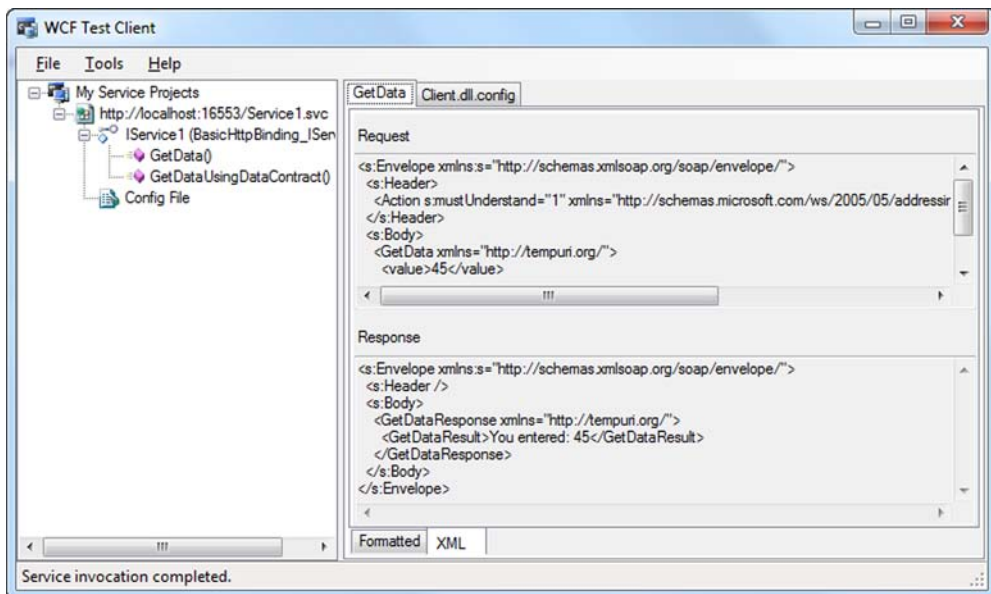 WCF Test Client
File Tools Help
My Service Projects
http://localhost:16553/Service1.svc
IService1 (BasicHttpBinding_IServ
GetData()
GetDataUsingDataContract()
Config File
GetData Client.dll.config
Request
<s:Envelope xmlns:s="http://schemas.xmlsoap.org/soap/envelope/">
<s:Header>
<Action s:mustUnderstand="1" xmlns="http://schemas.microsoft.com/ws/2005/05/addressin
</s:Header>
<s:Body>
<GetData xmlns="http://tempuri.org/">
<value>45</value>
Response
<s:Envelope xmlns:s="http://schemas.xmlsoap.org/soap/envelope/">
<s:Header />
<s:Body>
<GetDataResponse xmlns="http://tempuri.org/">
<GetDataResult>You entered: 45</GetDataResult>
</GetDataResponse>
</s:Body>
</s:Envelope>
Formatted XML
Service invocation completed.